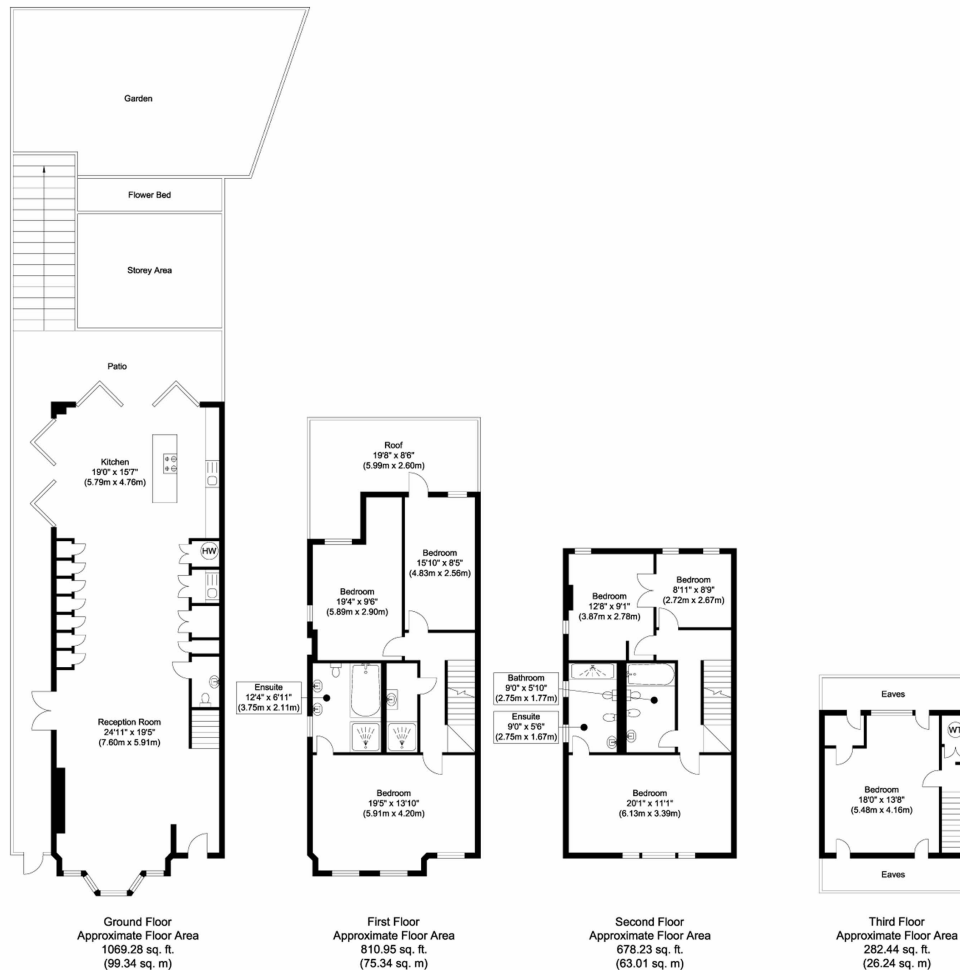 Garden
Flower Bed
Storey Area
Patio
Kitchen
19'0" x 15'7"
(5.79m x 4.76m)
HW
Reception Room
24'11" x 19'5"
(7.60m x 5.91m)
Ground Floor
Approximate Floor Area
1069.28 sq. ft.
(99.34 sq. m)
Roof
19'8" x 8'6"
(5.99m x 2.60m)
Bedroom
15'10" x 8'5"
(4.83m x 2.56m)
Bedroom
19'4" x 9'6"
(5.89m x 2.90m)
Ensuite
12'4" x 6'11"
(3.75m x 2.11m)
Bedroom
19'5" x 13'10"
(5.91m x 4.20m)
First Floor
Approximate Floor Area
810.95 sq. ft.
(75.34 sq. m)
Bedroom
8'11" x 8'9"
(2.72m x 2.67m)
Bedroom
12'8" x 9'1"
(3.87m x 2.78m)
Bathroom
9'0" x 5'10"
(2.75m x 1.77m)
Ensuite
9'0" x 5'6"
(2.75m x 1.67m)
Bedroom
20'1" x 11'1"
(6.13m x 3.39m)
Second Floor
Approximate Floor Area
678.23 sq. ft.
(63.01 sq. m)
Eaves
WT
Bedroom
18'0" x 13'8"
(5.48m x 4.16m)
Eaves
Third Floor
Approximate Floor Area
282.44 sq. ft.
(26.24 sq. m)